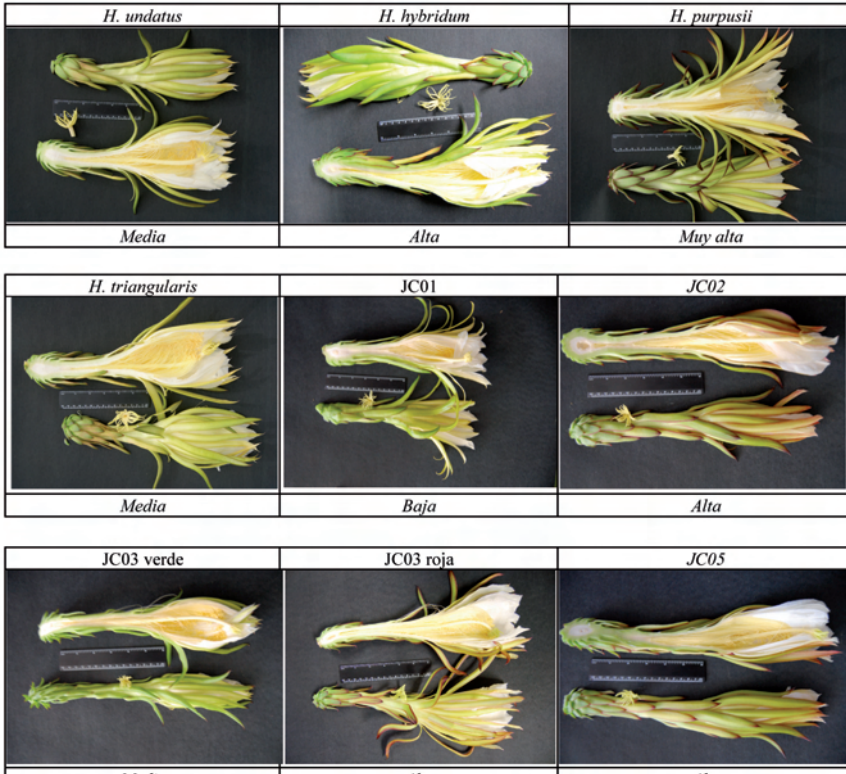 H. undatus
H. hybridum
H. purpusii
Media
Alta
Muy alta
H. triangularis
JC01
JC02
Media
Baja
Alta
JC03 verde
JC03 roja
JC05